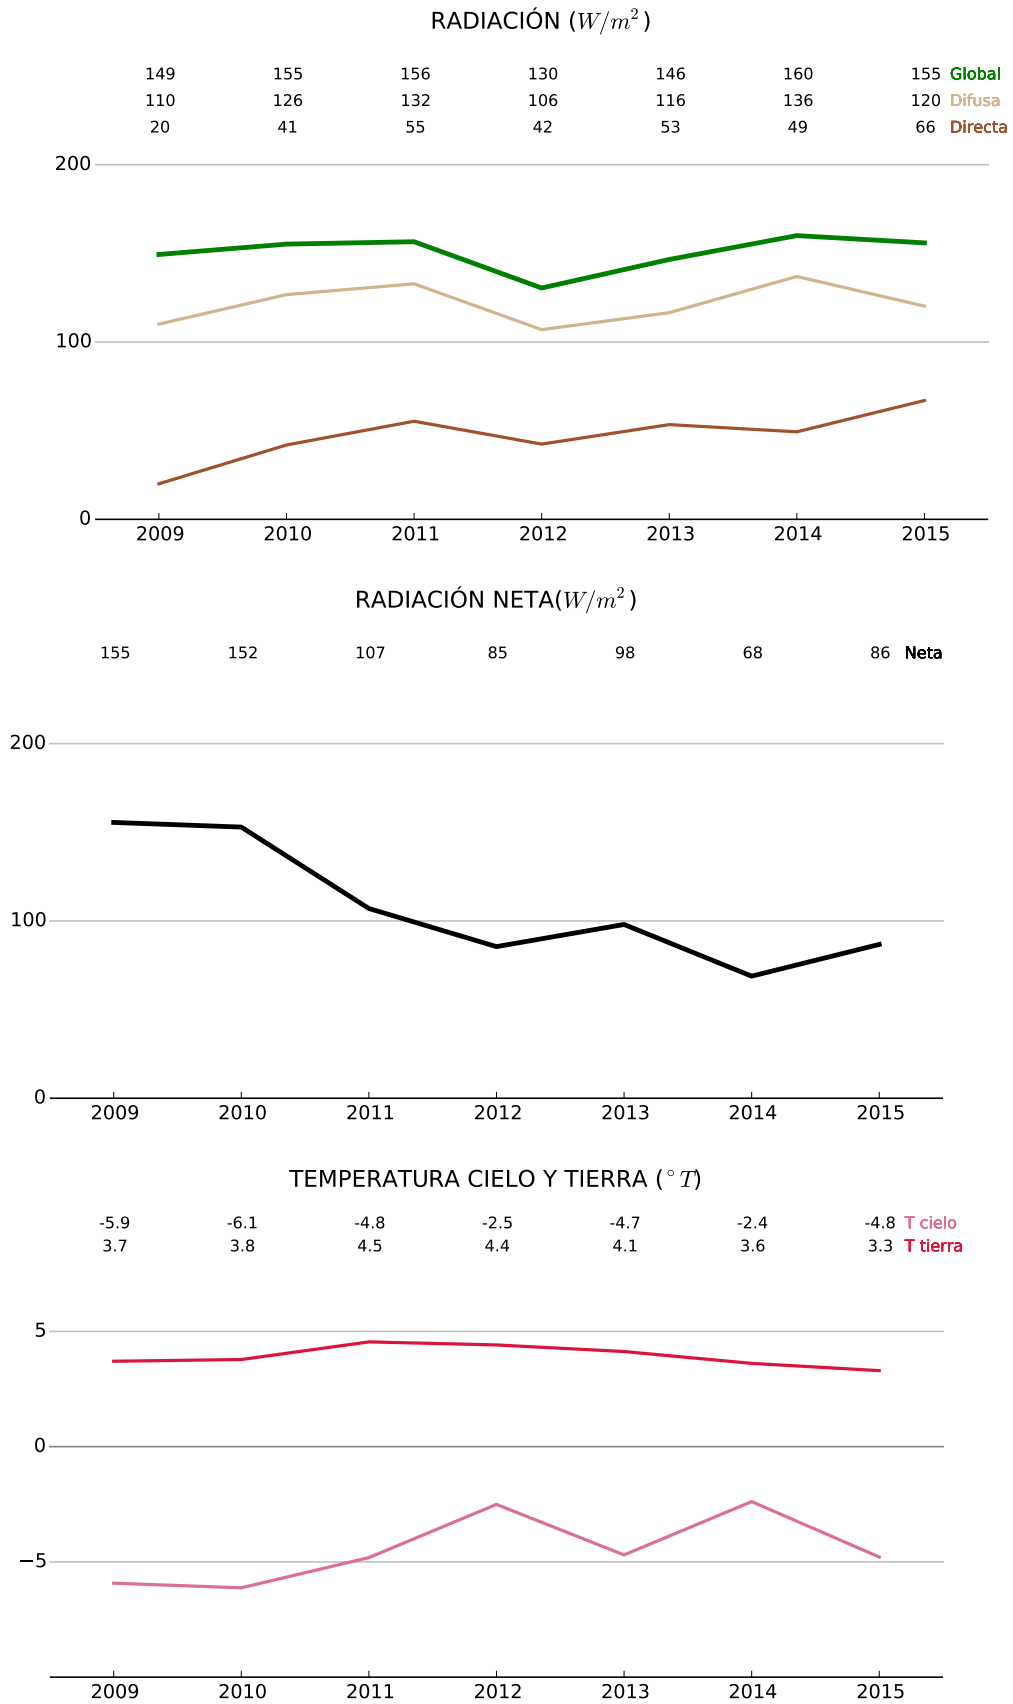 RADIACIÓN (W/m²)
149 155 156 130 146 160 155 Global
110 126 132 106 116 136 120 Difusa
20 41 55 42 53 49 66 Directa
200
100
0
2009 2010 2011 2012 2013 2014 2015
RADIACIÓN NETA(W/m²)
155 152 107 85 98 68 86 Neta
200
100
0
2009 2010 2011 2012 2013 2014 2015
TEMPERATURA CIELO Y TIERRA (°T)
-5.9 -6.1 -4.8 -2.5 -4.7 -2.4 -4.8 T cielo
3.7 3.8 4.5 4.4 4.1 3.6 3.3 T tierra
5
0
−5
2009 2010 2011 2012 2013 2014 2015